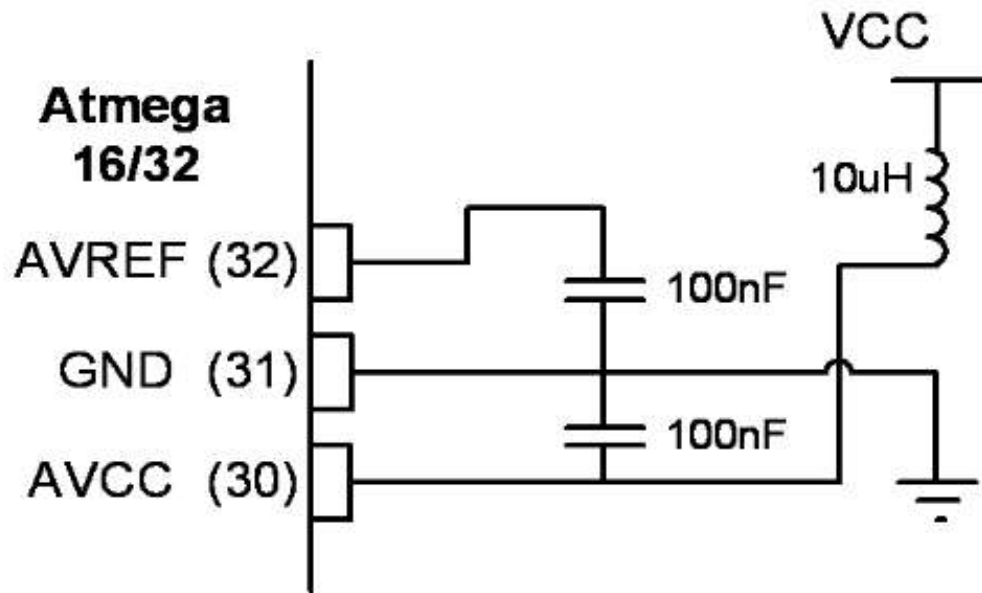 VCC
Atmega
16/32
10uH
AVREF (32)
100nF
GND (31)
100nF
AVCC (30)